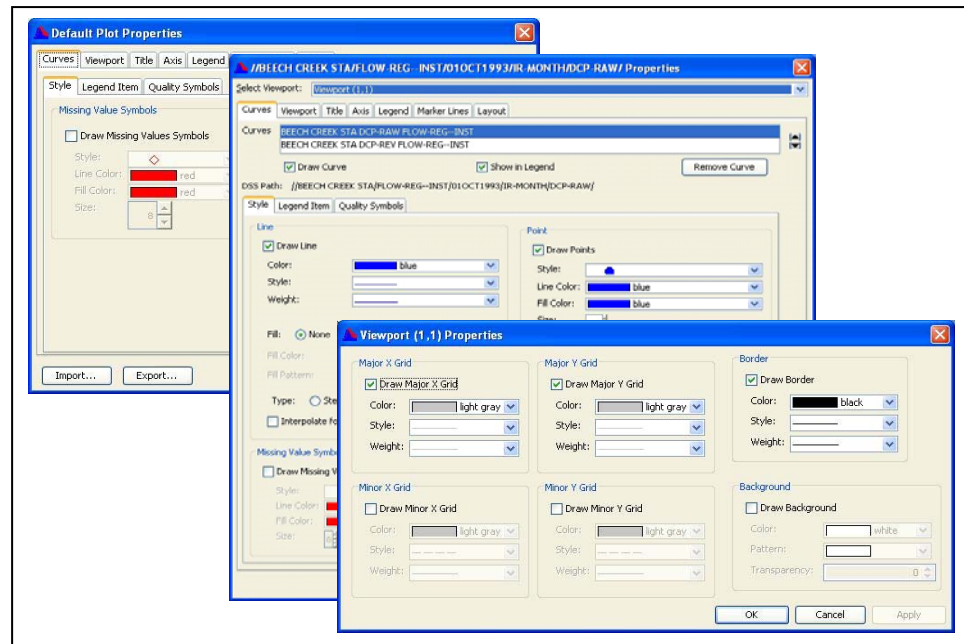 Default Plot Properties
Curves Viewport Title Axis Legend
Style Legend Item Quality Symbols
Missing Value Symbols
Draw Missing Values Symbols
Style:
Line Color: red
Fill Color: red
Size: 8
Import... Export...
//BEECH CREEK STA/FLOW-REG--INST/01OCT1993/IR-MONTH/DCP-RAW/ Properties
Select Viewport: Viewport (1,1)
Curves Viewport Title Axis Legend Marker Lines Layout
Curves BEECH CREEK STA DCP-RAW FLOW-REG--INST
BEECH CREEK STA DCP-REV FLOW-REG--INST
Draw Curve Show in Legend Remove Curve
DSS Path: //BEECH CREEK STA/FLOW-REG--INST/01OCT1993/IR-MONTH/DCP-RAW/
Style Legend Item Quality Symbols
Line
Draw Line
Color: blue
Style:
Weight:
Fill: None
Fill Color:
Fill Pattern:
Type: Ste
Interpolate fo
Missing Value Symb
Draw Missing V
Style:
Line Color:
Fill Color:
Size:
Point
Draw Points
Style:
Line Color: blue
Fill Color: blue
Viewport (1,1) Properties
Major X Grid
Draw Major X Grid
Color: light gray
Style:
Weight:
Major Y Grid
Draw Major Y Grid
Color: light gray
Style:
Weight:
Border
Draw Border
Color: black
Style:
Weight:
Minor X Grid
Draw Minor X Grid
Color: light gray
Style:
Weight:
Minor Y Grid
Draw Minor Y Grid
Color: light gray
Style:
Weight:
Background
Draw Background
Color: white
Pattern:
Transparency: 0
OK Cancel Apply